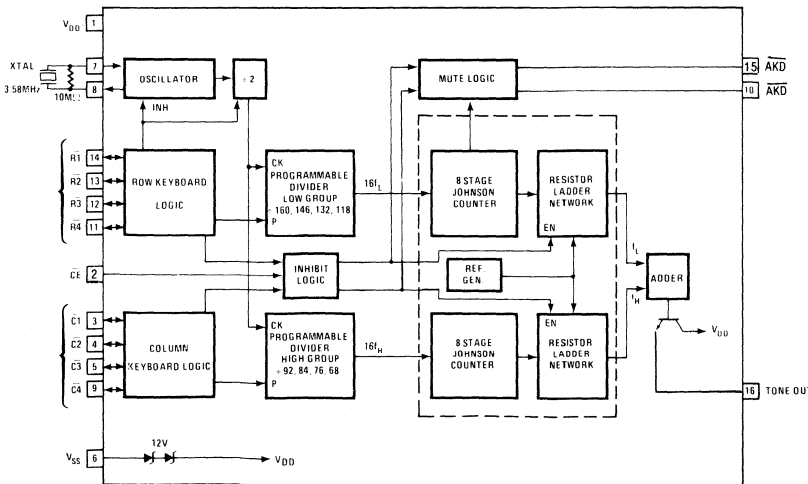 VDD 1
XTAL
7
8
3.58MHz
10MΩ
OSCILLATOR
÷ 2
INH
MUTE LOGIC
15 AKD
10 AKD
R1 14
R2 13
R3 12
R4 11
ROW KEYBOARD
LOGIC
CK
PROGRAMMABLE
DIVIDER
LOW GROUP
÷ 160, 146, 132, 118
P
16fL
8 STAGE
JOHNSON
COUNTER
RESISTOR
LADDER
NETWORK
EN
fL
CE 2
INHIBIT
LOGIC
REF.
GEN.
ADDER
fH
C1 3
C2 4
C3 5
C4 9
COLUMN
KEYBOARD LOGIC
CK
PROGRAMMABLE
DIVIDER
HIGH GROUP
÷ 92, 84, 76, 68
P
16fH
8 STAGE
JOHNSON
COUNTER
EN
RESISTOR
LADDER
NETWORK
VDD
16 TONE OUT
VSS 6
12V
VDD